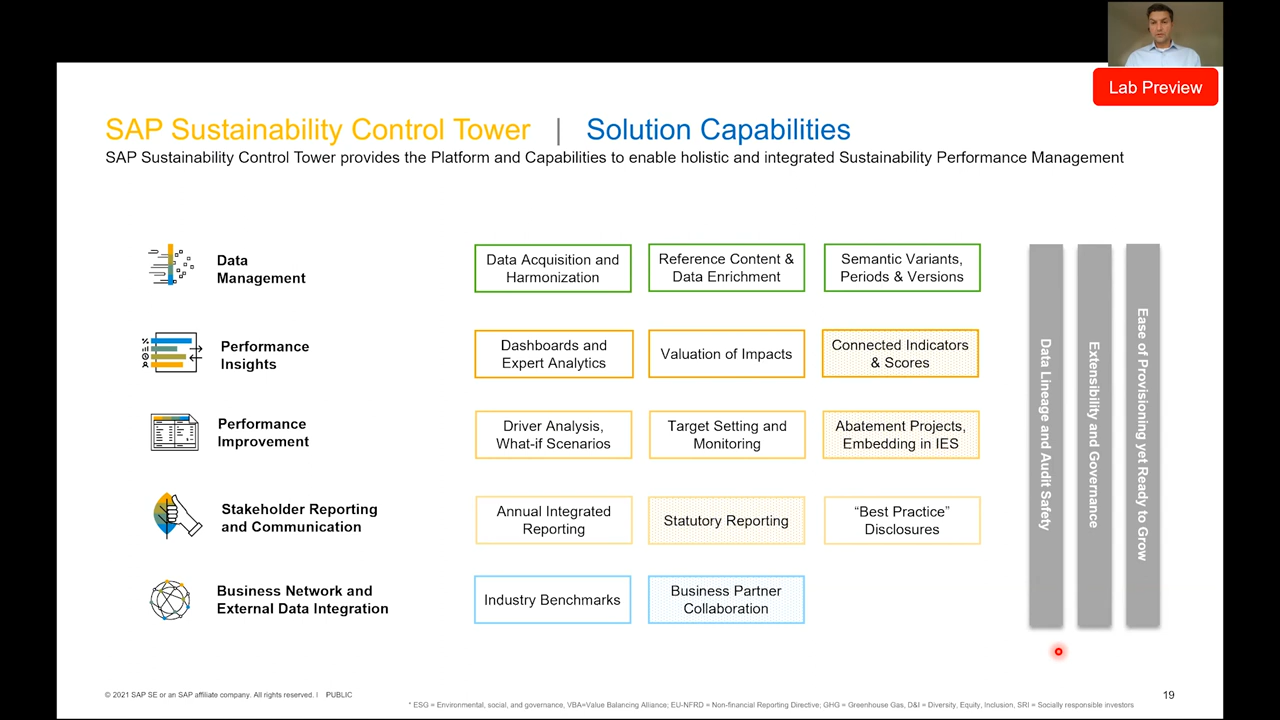 Lab Preview
SAP Sustainability Control Tower | Solution Capabilities
SAP Sustainability Control Tower provides the Platform and Capabilities to enable holistic and integrated Sustainability Performance Management
Data
Management
Data Acquisition and
Harmonization
Reference Content &
Data Enrichment
Semantic Variants,
Periods & Versions
Performance
Insights
Dashboards and
Expert Analytics
Valuation of Impacts
Connected Indicators
& Scores
Performance
Improvement
Driver Analysis,
What-if Scenarios
Target Setting and
Monitoring
Abatement Projects,
Embedding in IES
Stakeholder Reporting
and Communication
Annual Integrated
Reporting
Statutory Reporting
“Best Practice”
Disclosures
Business Network and
External Data Integration
Industry Benchmarks
Business Partner
Collaboration
Data Lineage and Audit Safety
Extensibility and Governance
Ease of Provisioning yet Ready to Grow
© 2021 SAP SE or an SAP affiliate company. All rights reserved. | PUBLIC
19
* ESG = Environmental, social, and governance, VBA=Value Balancing Alliance; EU-NFRD = Non-financial Reporting Directive; GHG = Greenhouse Gas, D&I = Diversity, Equity, Inclusion, SRI = Socially responsible investors